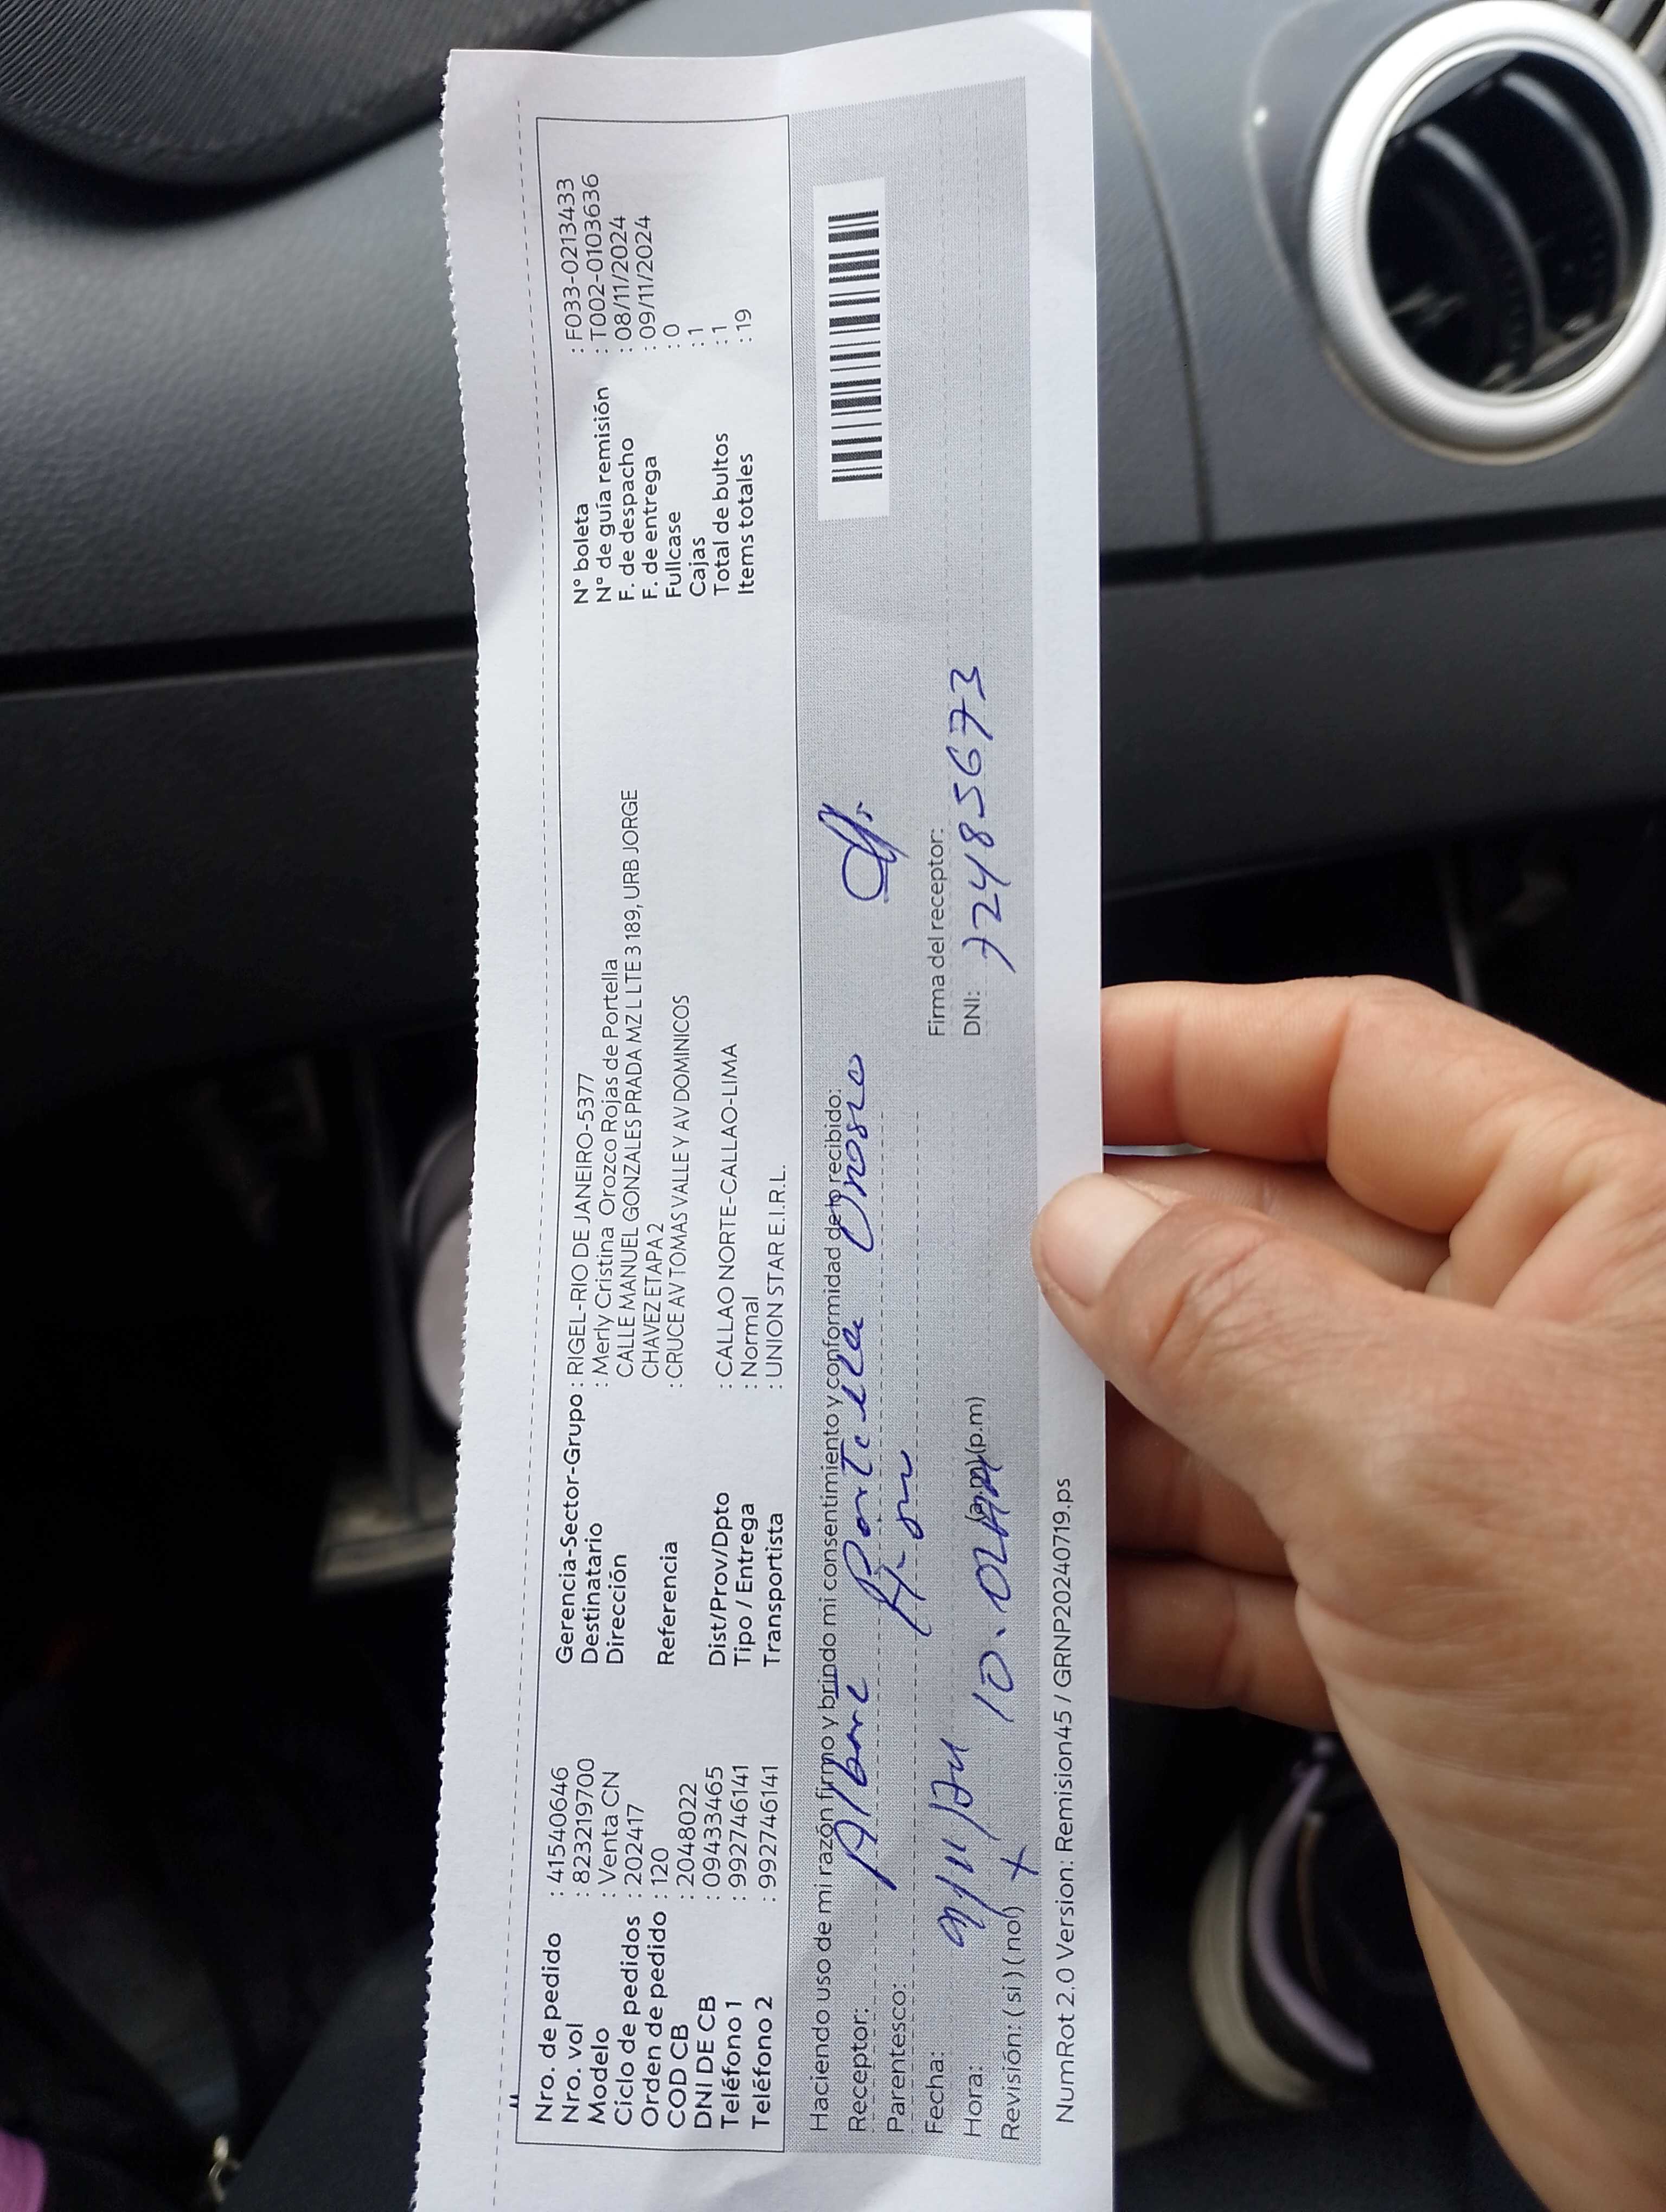 Nro. de pedido : 41540646
Nro. vol : 8232197​00
Modelo : Venta CN
Ciclo de pedidos : 202417
Orden de pedido : 120
COD CB : 2048022
DNI DE CB : 09433465
Teléfono 1 : 992746141
Teléfono 2 : 992746141
Gerencia-Sector-Grupo : RIGEL-RIO DE JANEIRO-5377
Destinatario : Merly Cristina Orozco Rojas de Portella
Dirección CALLE MANUEL GONZALES PRADA MZ L LTE 3 189, URB JORGE
CHAVEZ ETAPA 2
Referencia : CRUCE AV TOMAS VALLE Y AV DOMINICOS
Dist/Prov/Dpto : CALLAO NORTE-CALLAO-LIMA
Tipo / Entrega : Normal
Transportista : UNION STAR E.I.R.L.
N° boleta : F033-0213433
N° de guía remisión : T002-0103636
F. de despacho : 08/11/2024
F. de entrega : 09/11/2024
Fullcase : 0
Cajas : 1
Total de bultos : 1
Items totales : 19
Haciendo uso de mi razón firmo y brindo mi consentimiento y conformidad de lo recibido:
Receptor: Portella
Parentesco:
Fecha: 9/11/24
Hora: 10.02 (a.m) (p.m)
Revisión: ( si ) ( no )
Firma del receptor:
DNI: 72485673
NumRot 2.0 Version: Remision45 / GRNP20240719.ps